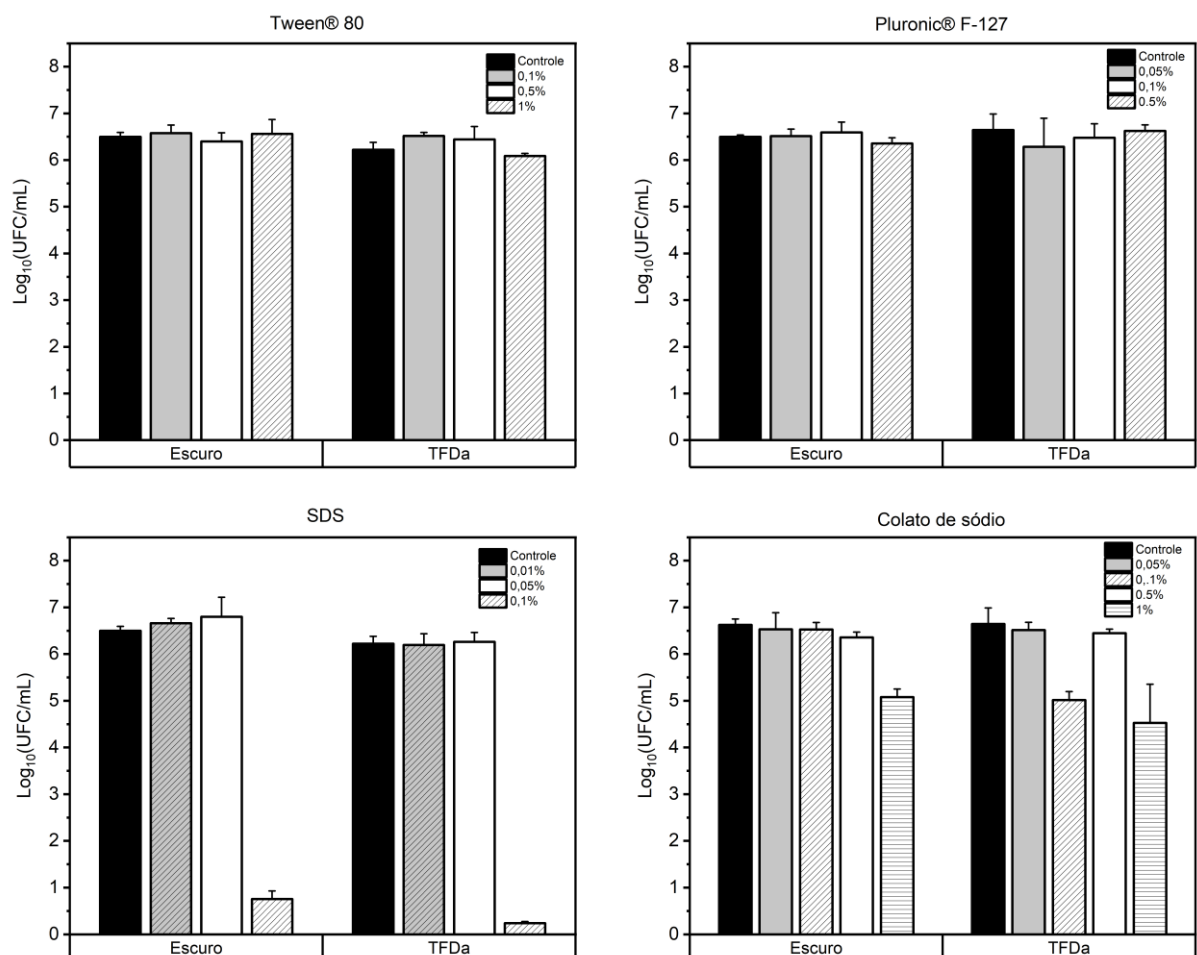 Tween® 80
Log10(UFC/mL)
8
7
6
5
4
3
2
1
0
Controle
0,1%
0,5%
1%
Escuro
TFDa
Pluronic® F-127
Log10(UFC/mL)
8
7
6
5
4
3
2
1
0
Controle
0,05%
0,1%
0.5%
Escuro
TFDa
SDS
Log10(UFC/mL)
8
7
6
5
4
3
2
1
0
Controle
0,01%
0,05%
0,1%
Escuro
TFDa
Colato de sódio
Log10(UFC/mL)
8
7
6
5
4
3
2
1
0
Controle
0,05%
0,.1%
0.5%
1%
Escuro
TFDa